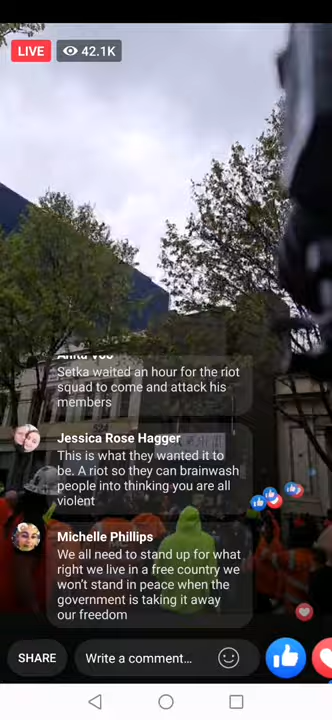 LIVE
42.1K
Anita Vos
Setka waited an hour for the riot
squad to come and attack his
members
Jessica Rose Hagger
This is what they wanted it to
be. A riot so they can brainwash
people into thinking you are all
violent
Michelle Phillips
We all need to stand up for what
right we live in a free country we
won't stand in peace when the
government is taking it away
our freedom
SHARE
Write a comment...